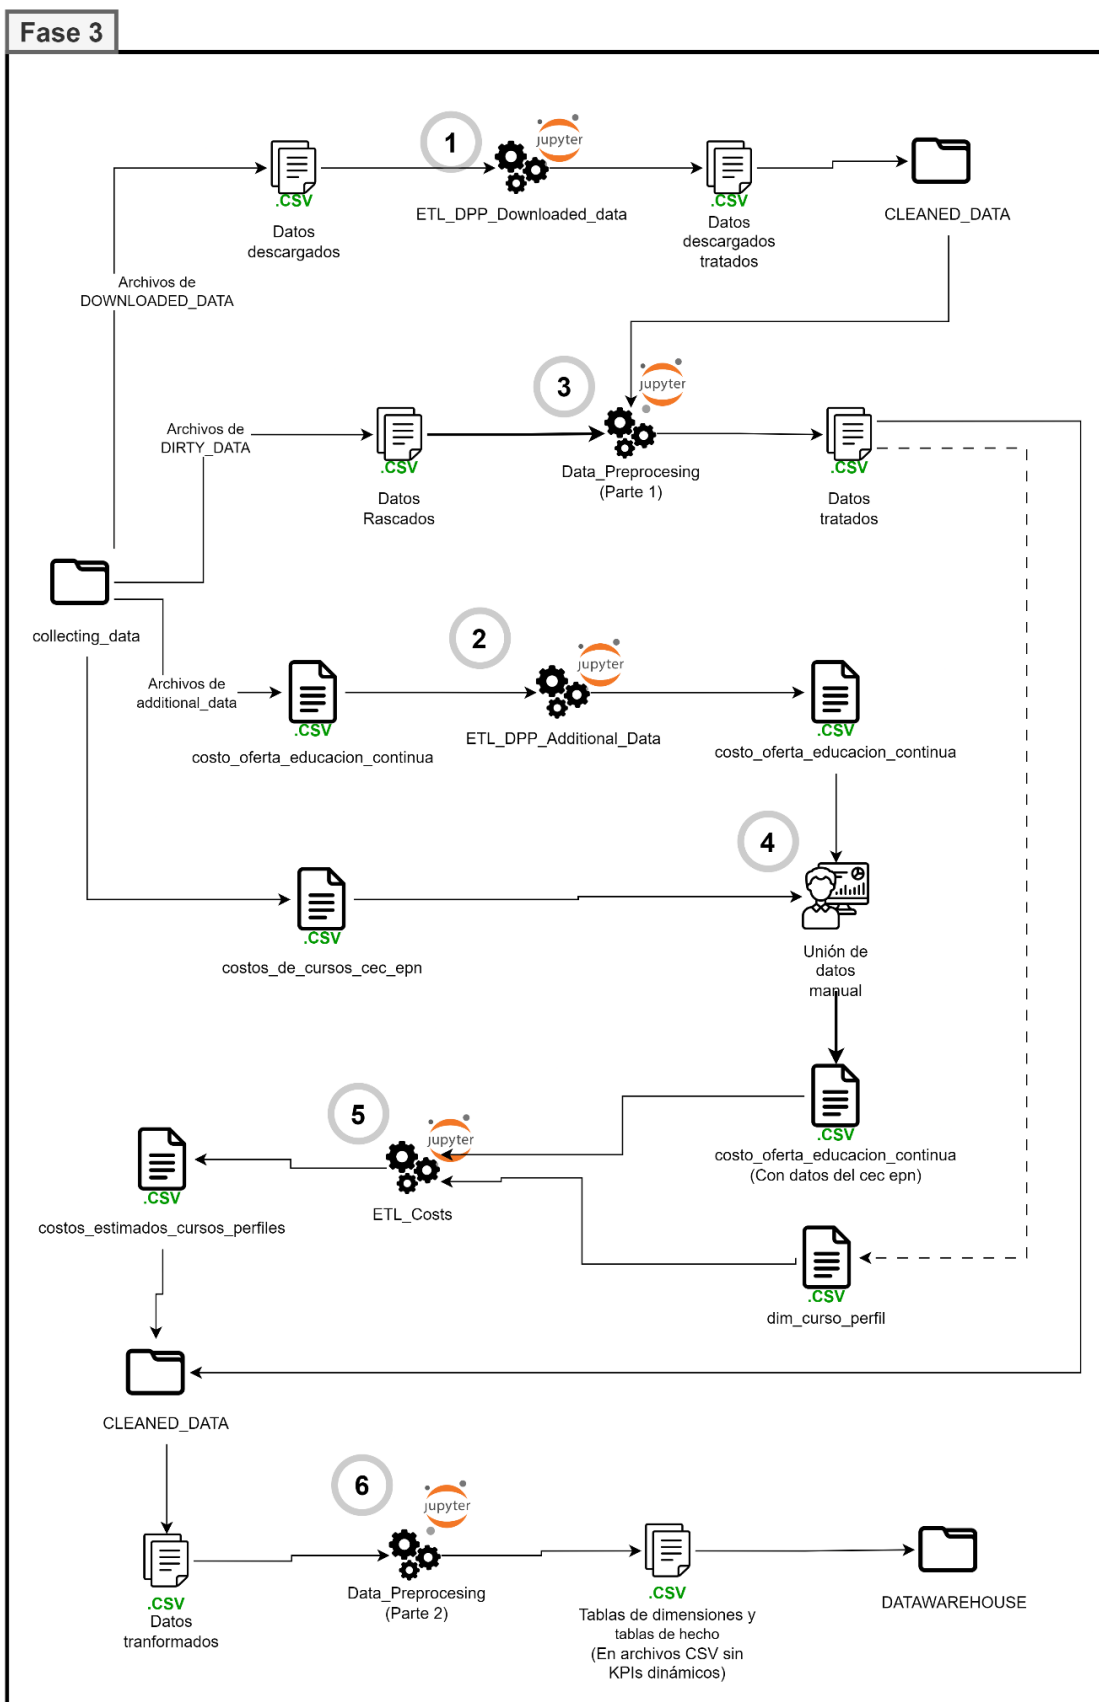 Fase 3
1
jupyter
.CSV
ETL_DPP_Downloaded_data
.CSV
CLEANED_DATA
Datos
descargados
Datos
descargados
tratados
Archivos de
DOWNLOADED_DATA
3
jupyter
Archivos de
DIRTY_DATA
.CSV
Datos
Rascados
Data_Preprocesing
(Parte 1)
.CSV
Datos
tratados
collecting_data
2
jupyter
Archivos de
additional_data
.CSV
costo_oferta_educacion_continua
ETL_DPP_Additional_Data
.CSV
costo_oferta_educacion_continua
4
.CSV
costos_de_cursos_cec_epn
Unión de
datos
manual
5
jupyter
.CSV
costo_oferta_educacion_continua
(Con datos del cec epn)
.CSV
costos_estimados_cursos_perfiles
ETL_Costs
.CSV
dim_curso_perfil
CLEANED_DATA
6
jupyter
.CSV
Datos
tranformados
Data_Preprocesing
(Parte 2)
.CSV
Tablas de dimensiones y
tablas de hecho
(En archivos CSV sin
KPIs dinámicos)
DATAWAREHOUSE